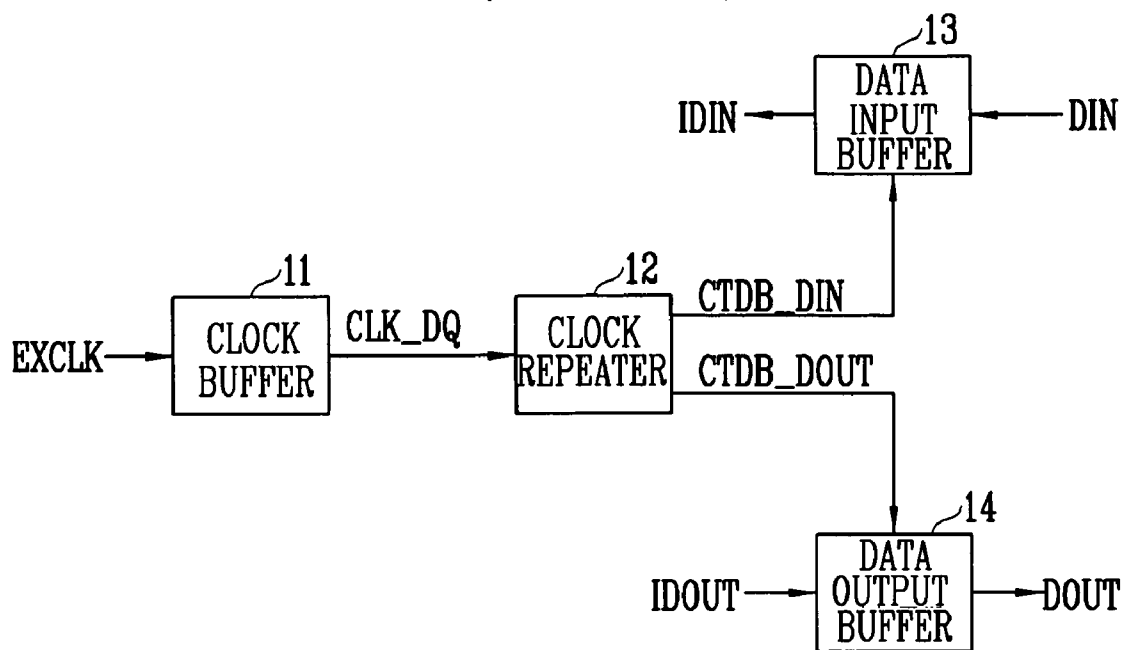 13
DATA
INPUT
BUFFER
IDIN
DIN
11
CLOCK
BUFFER
EXCLK
CLK_DQ
12
CLOCK
REPEATER
CTDB_DIN
CTDB_DOUT
14
DATA
OUTPUT
BUFFER
IDOUT
DOUT